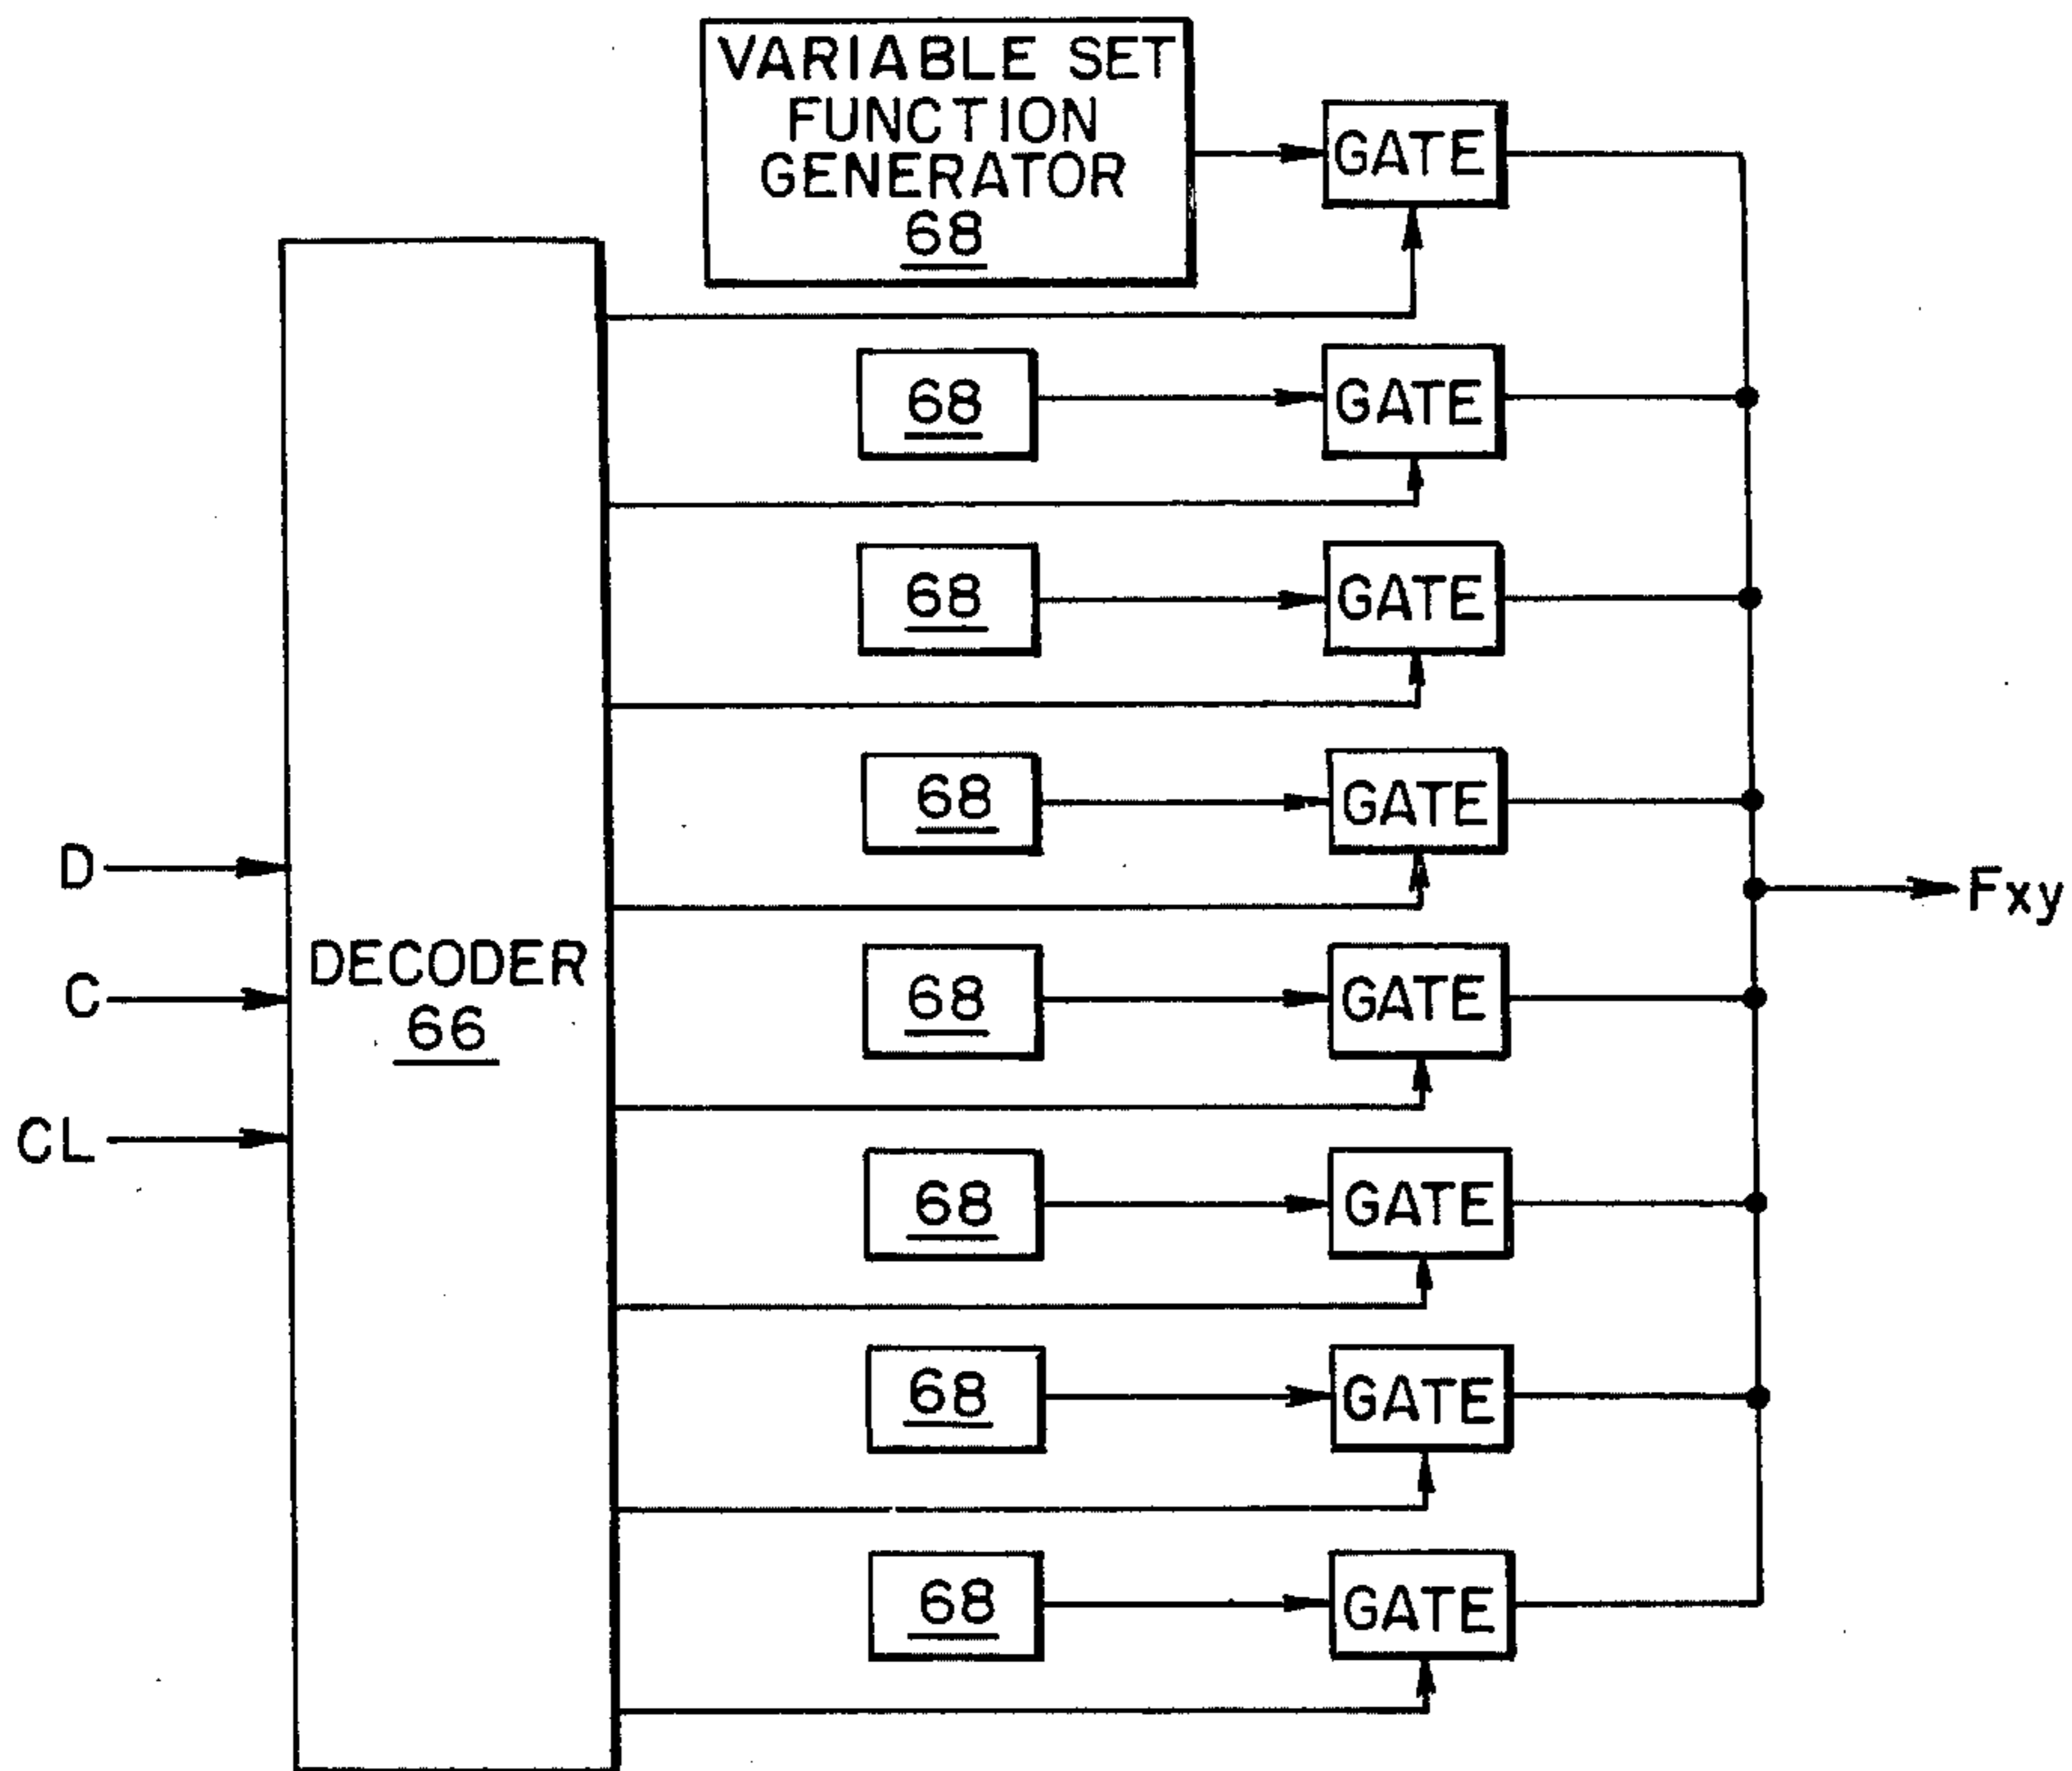 VARIABLE SET
FUNCTION
GENERATOR
68
GATE
68
GATE
68
GATE
68
GATE
D
Fxy
DECODER
66
C
68
GATE
CL
68
GATE
68
GATE
68
GATE